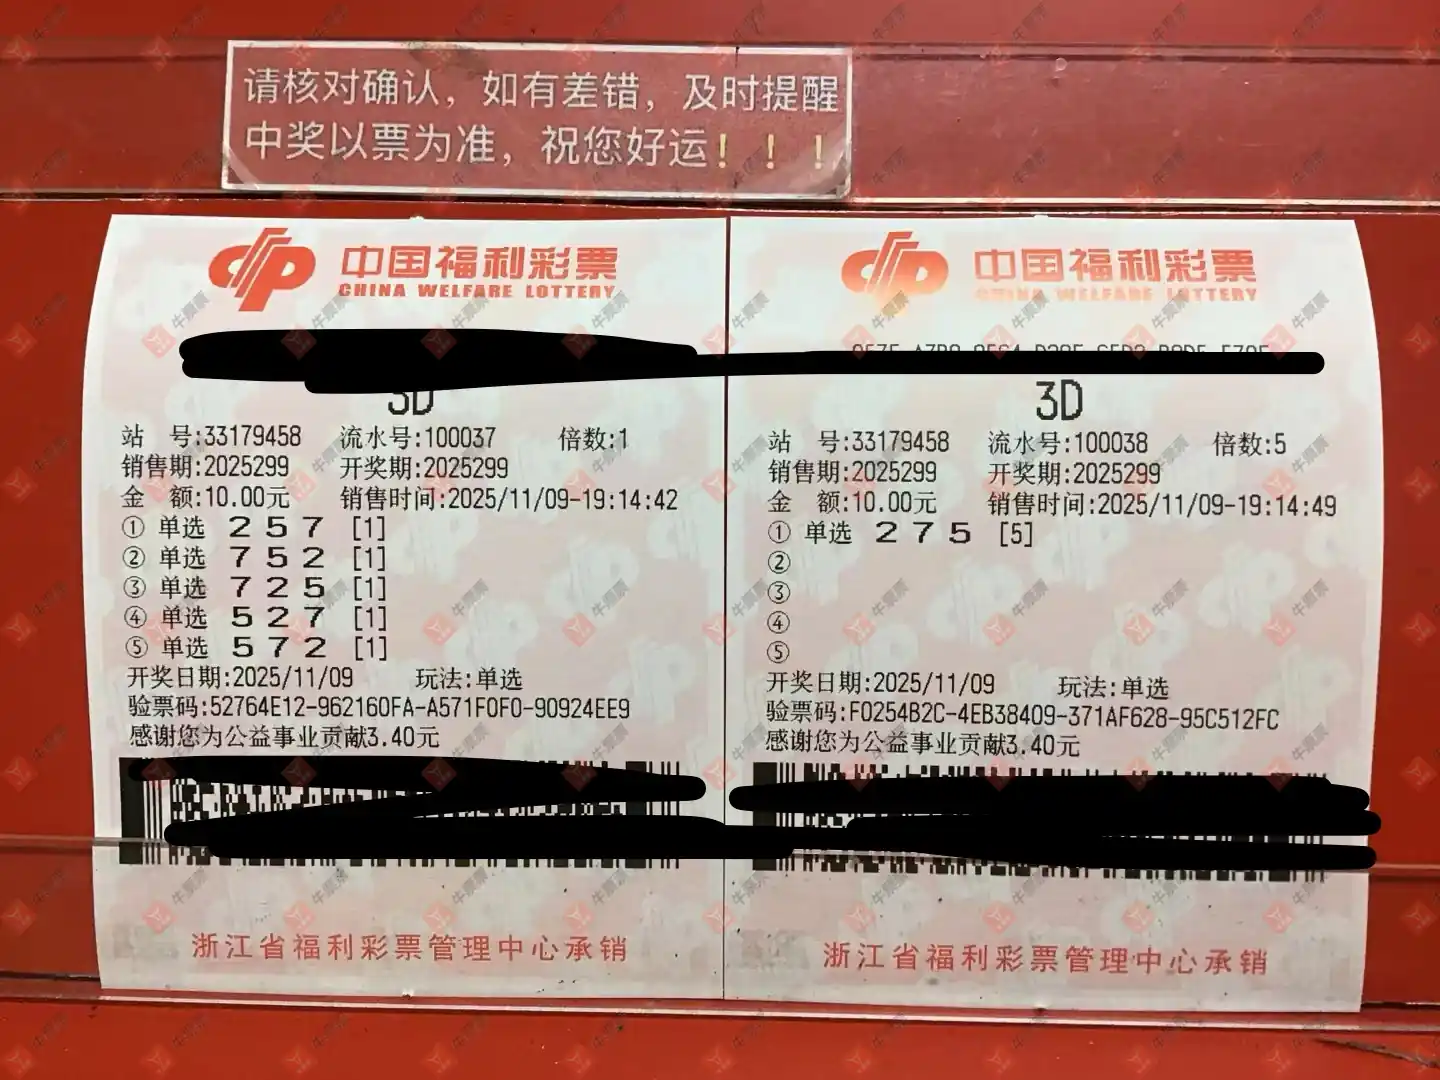 请核对确认，如有差错，及时提醒
中奖以票为准，祝您好运！！！
中国福利彩票
CHINA WELFARE LOTTERY
3D
站 号:33179458 流水号:100037 倍数:1
销售期:2025299 开奖期:2025299
金 额:10.00元 销售时间:2025/11/09-19:14:42
① 单选 2 5 7 [1]
② 单选 7 5 2 [1]
③ 单选 7 2 5 [1]
④ 单选 5 2 7 [1]
⑤ 单选 5 7 2 [1]
开奖日期:2025/11/09 玩法:单选
验票码:52764E12-962160FA-A571F0F0-90924EE9
感谢您为公益事业贡献3.40元
浙江省福利彩票管理中心承销
中国福利彩票
CHINA WELFARE LOTTERY
3D
站 号:33179458 流水号:100038 倍数:5
销售期:2025299 开奖期:2025299
金 额:10.00元 销售时间:2025/11/09-19:14:49
① 单选 2 7 5 [5]
②
③
④
⑤
开奖日期:2025/11/09 玩法:单选
验票码:F0254B2C-4EB38409-371AF628-95C512FC
感谢您为公益事业贡献3.40元
浙江省福利彩票管理中心承销